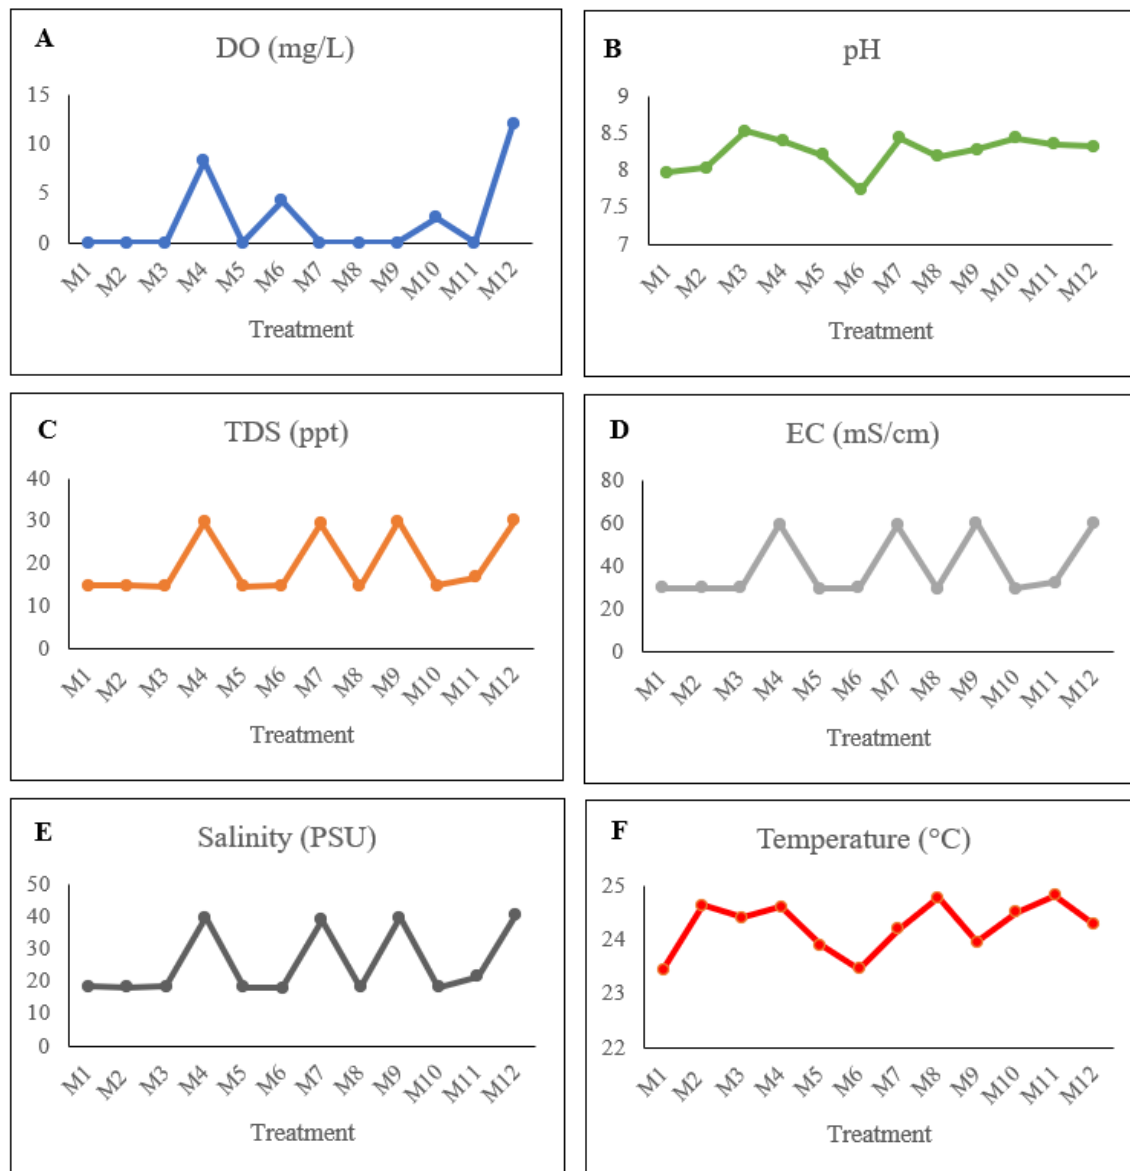 A
DO (mg/L)
15
10
5
0
M1 M2 M3 M4 M5 M6 M7 M8 M9 M10 M11 M12
Treatment
B
pH
9
8.5
8
7.5
7
M1 M2 M3 M4 M5 M6 M7 M8 M9 M10 M11 M12
Treatment
C
TDS (ppt)
40
30
20
10
0
M1 M2 M3 M4 M5 M6 M7 M8 M9 M10 M11 M12
Treatment
D
EC (mS/cm)
80
60
40
20
0
M1 M2 M3 M4 M5 M6 M7 M8 M9 M10 M11 M12
Treatment
E
Salinity (PSU)
50
40
30
20
10
0
M1 M2 M3 M4 M5 M6 M7 M8 M9 M10 M11 M12
Treatment
F
Temperature (°C)
25
24
23
22
M1 M2 M3 M4 M5 M6 M7 M8 M9 M10 M11 M12
Treatment